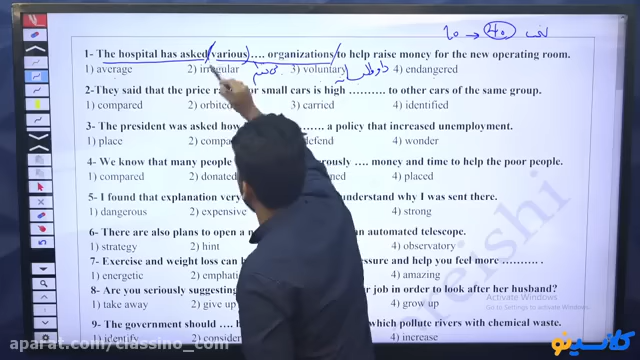 20 → 40 لغت
1- The hospital has asked various .... organizations to help raise money for the new operating room.
1) average 2) irregular 3) voluntary 4) endangered
داوطلبانه
2-They said that the price ra or small cars is high .......... to other cars of the same group.
1) compared 2) orbite 3) carried 4) identified
3- The president was asked how ....... a policy that increased unemployment.
1) place 2) compa defend 4) wonder
4- We know that many people erously .... money and time to help the poor people.
1) compared 2) donated ned 4) placed
5- I found that explanation very nderstand why I was sent there.
1) dangerous 2) expensive 4) strong
6- There are also plans to open a n an automated telescope.
1) strategy 2) hint 4) observatory
7- Exercise and weight loss can b ssure and help you feel more .......... .
1) energetic 2) emphati 4) amazing
8- Are you seriously suggesting r job in order to look after her husband?
1) take away 2) give up 4) grow up
9- The government should .... which pollute rivers with chemical waste.
1) identify 2) consider 4) increase
Activate Windows
Go to Settings to activate Windows.
eishi
aparat.com/classino_com
کلاسینو